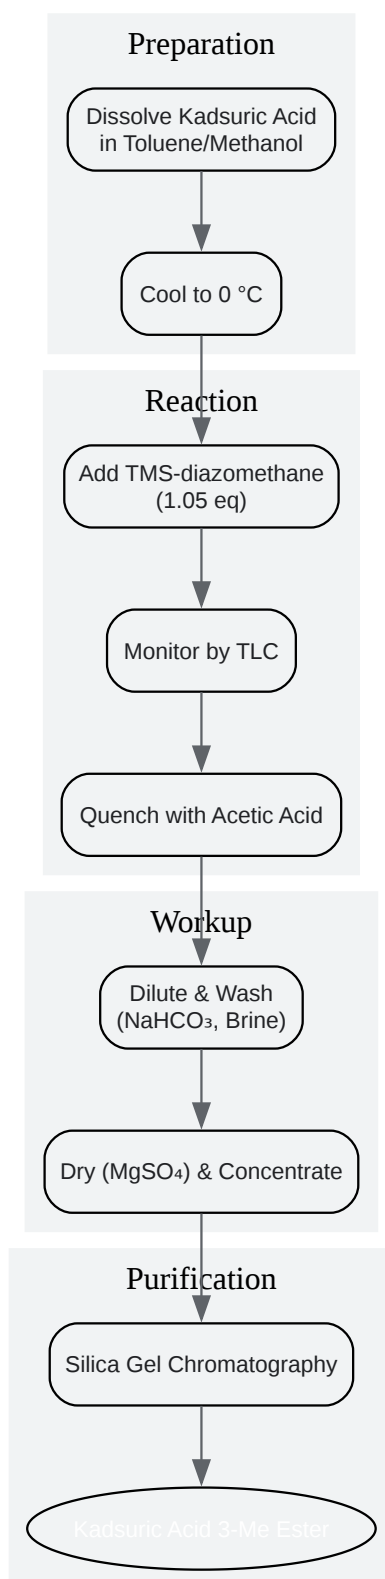 Preparation
Dissolve Kadsuric Acid
in Toluene/Methanol
Cool to 0 °C
Reaction
Add TMS-diazomethane
(1.05 eq)
Monitor by TLC
Quench with Acetic Acid
Workup
Dilute & Wash
(NaHCO₃, Brine)
Dry (MgSO₄) & Concentrate
Purification
Silica Gel Chromatography
Kadsuric Acid 3-Me Ester